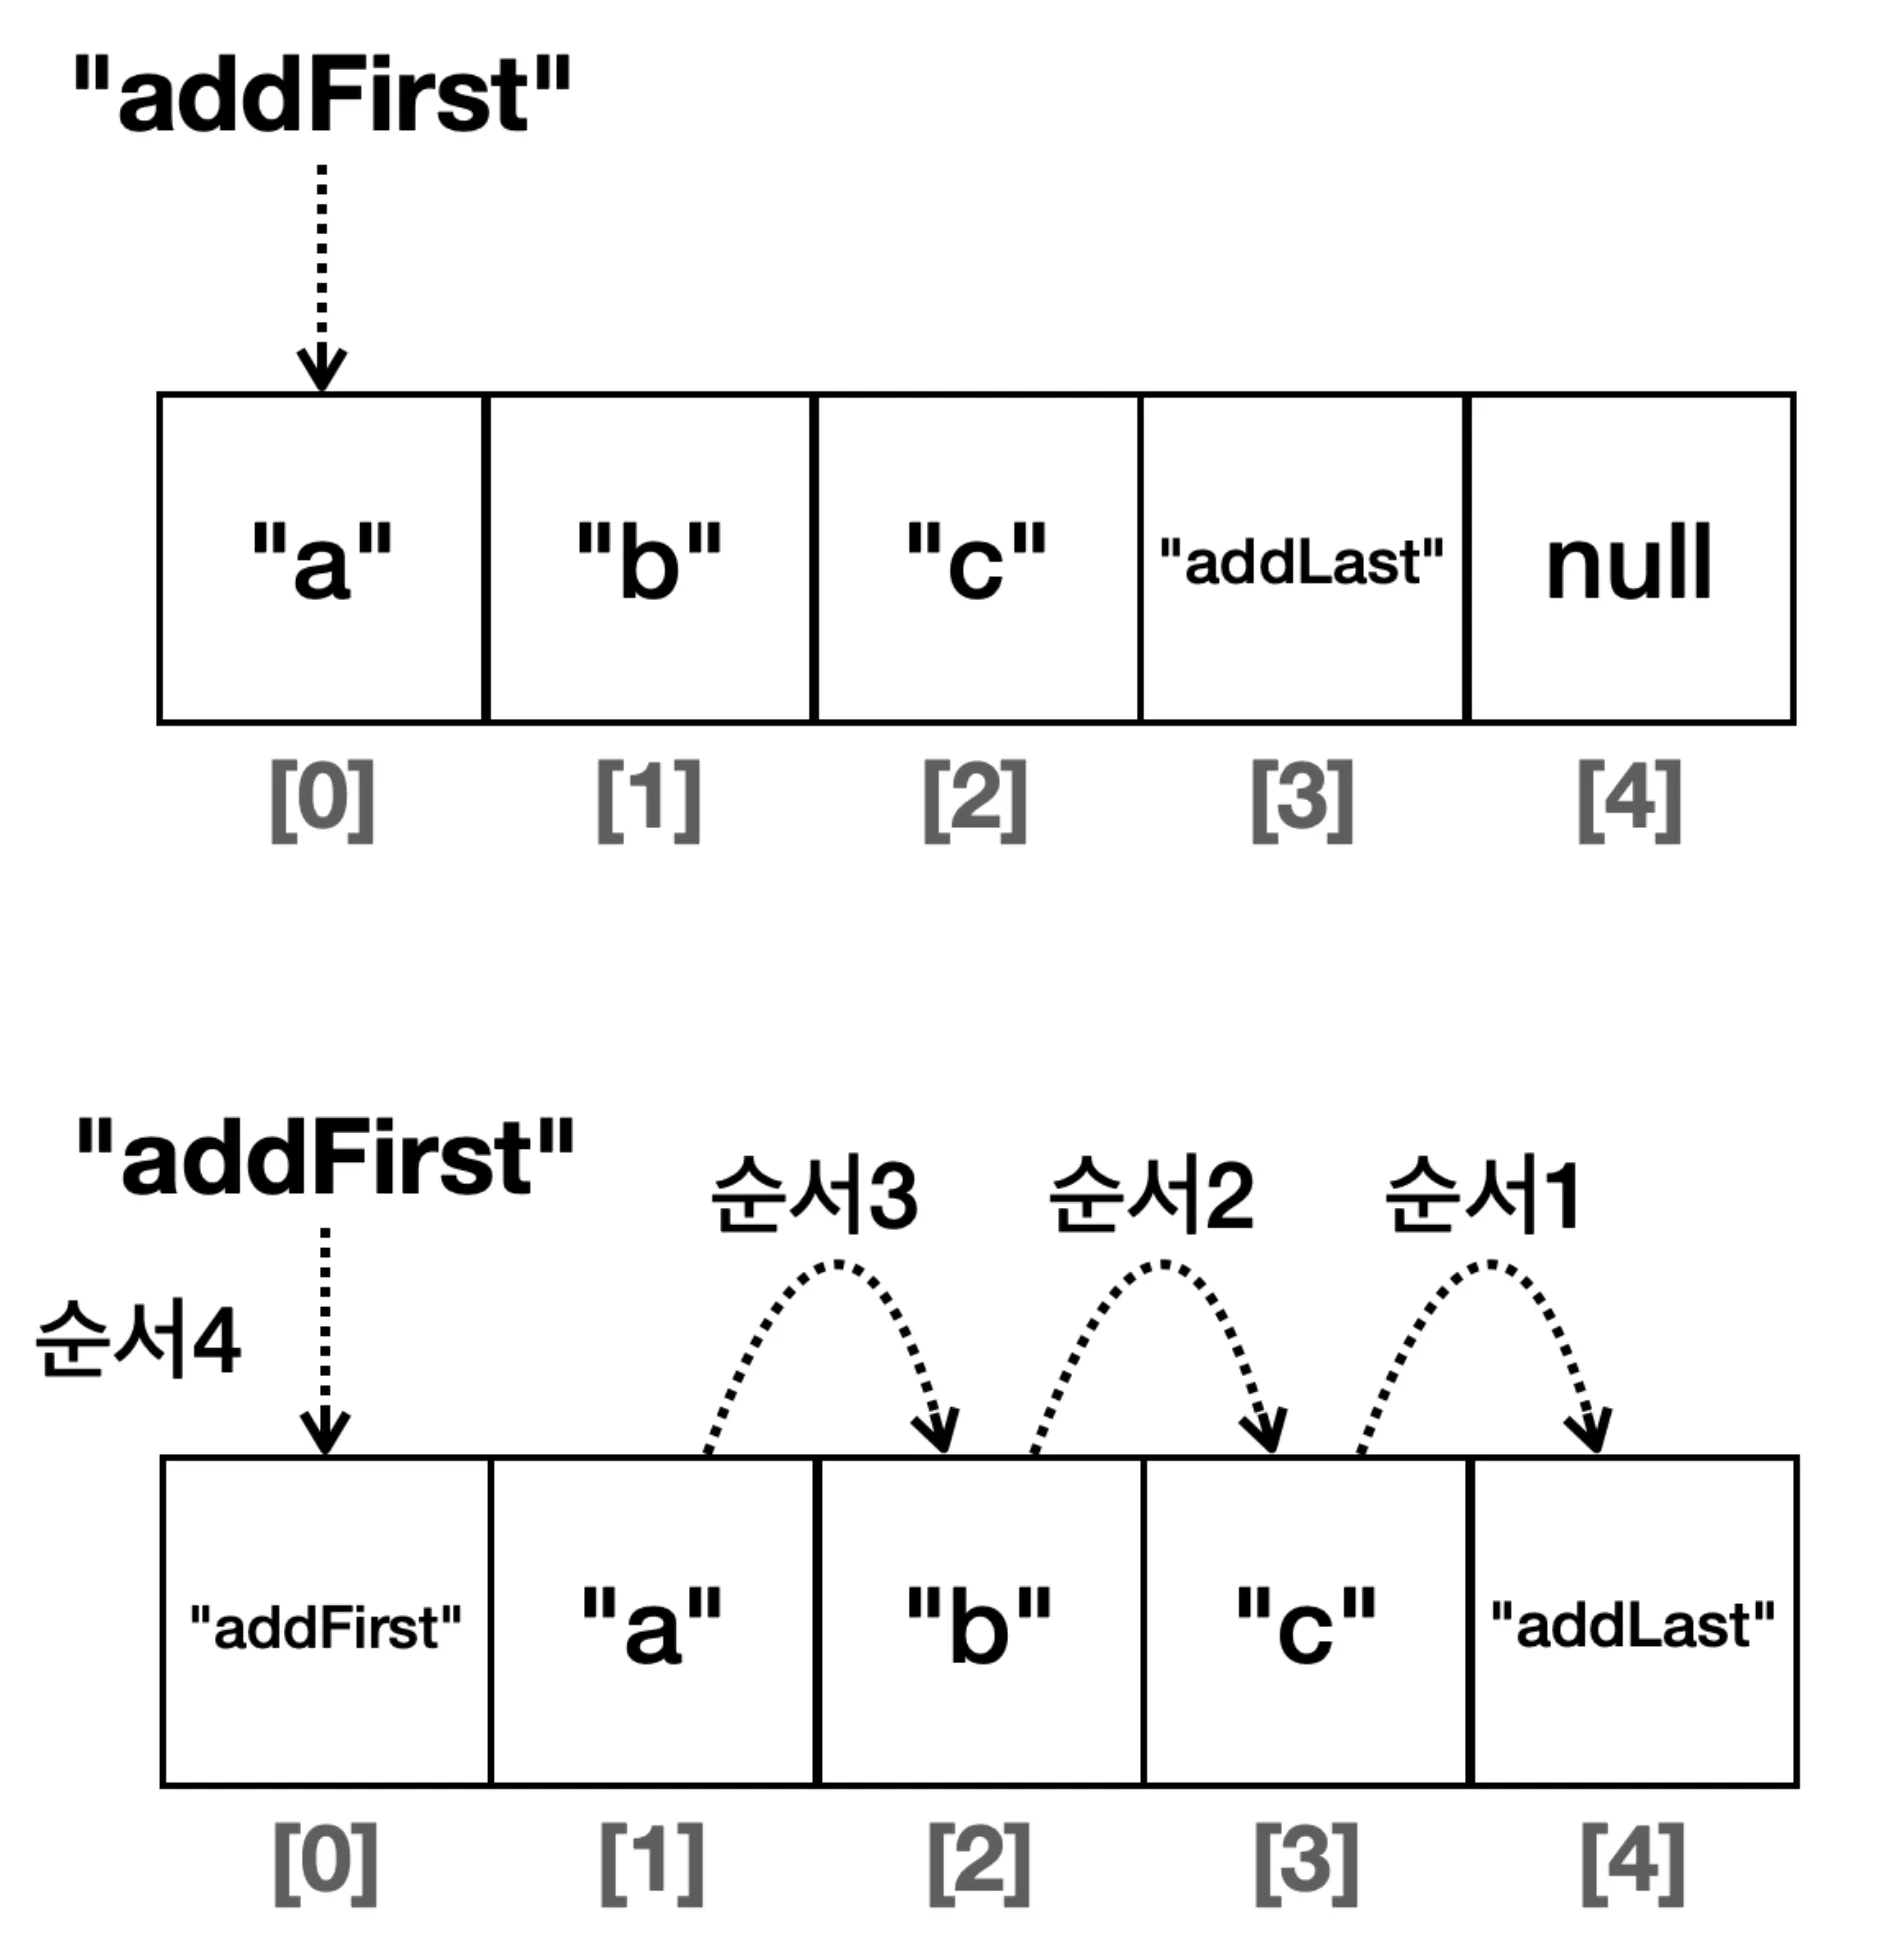 "addFirst"
"a" "b" "c" "addLast" null
[0] [1] [2] [3] [4]
"addFirst"
순서3 순서2 순서1
순서4
"addFirst" "a" "b" "c" "addLast"
[0] [1] [2] [3] [4]